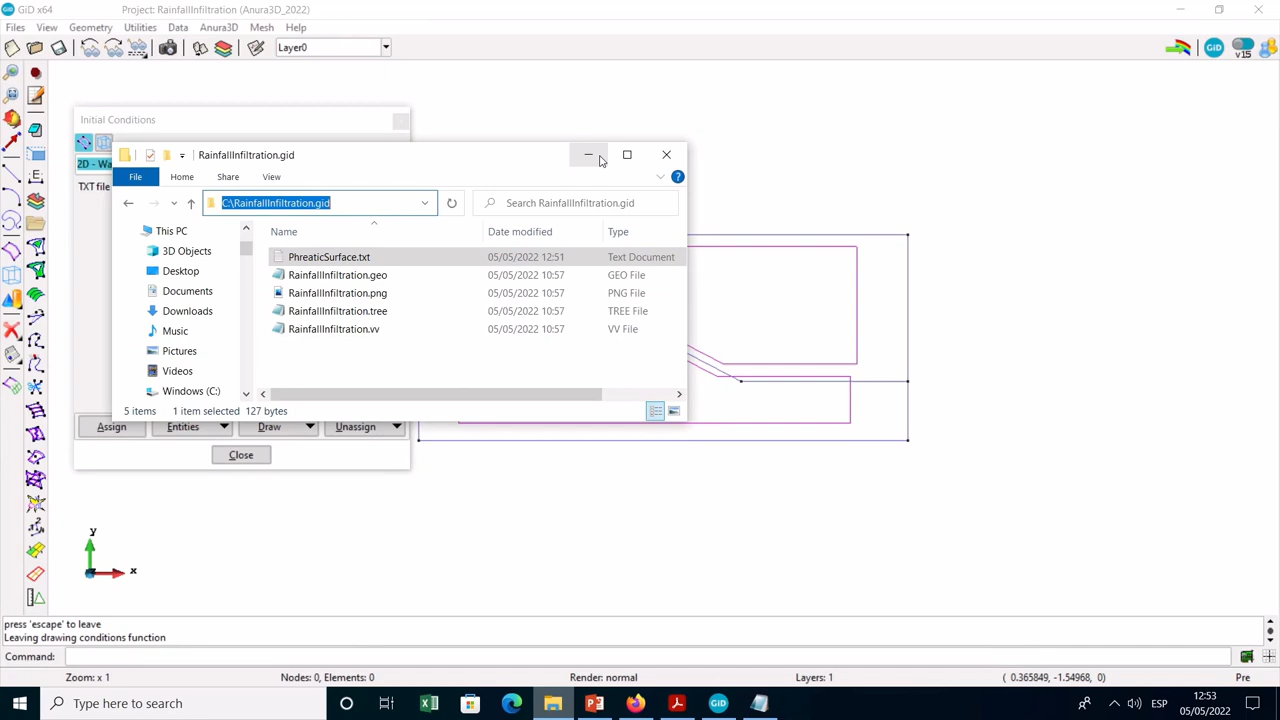 GiD x64 Project: RainfallInfiltration (Anura3D_2022)
Files View Geometry Utilities Data Anura3D Mesh Help
Layer0
GiD
v15
Initial Conditions
RainfallInfiltration.gid
2D - Wa
File Home Share View
TXT file
C:\RainfallInfiltration.gid
Search RainfallInfiltration.gid
This PC
3D Objects
Desktop
Documents
Downloads
Music
Pictures
Videos
Windows (C:)
Name Date modified Type
PhreaticSurface.txt 05/05/2022 12:51 Text Document
RainfallInfiltration.geo 05/05/2022 10:57 GEO File
RainfallInfiltration.png 05/05/2022 10:57 PNG File
RainfallInfiltration.tree 05/05/2022 10:57 TREE File
RainfallInfiltration.vv 05/05/2022 10:57 VV File
5 items 1 item selected 127 bytes
Assign Entities Draw Unassign
Close
y
x
press 'escape' to leave
Leaving drawing conditions function
Command:
Zoom: x 1 Nodes: 0, Elements: 0 Render: normal Layers: 1 ( 0.365849, -1.54968, 0) Pre
Type here to search
GiD
ESP
12:53
05/05/2022